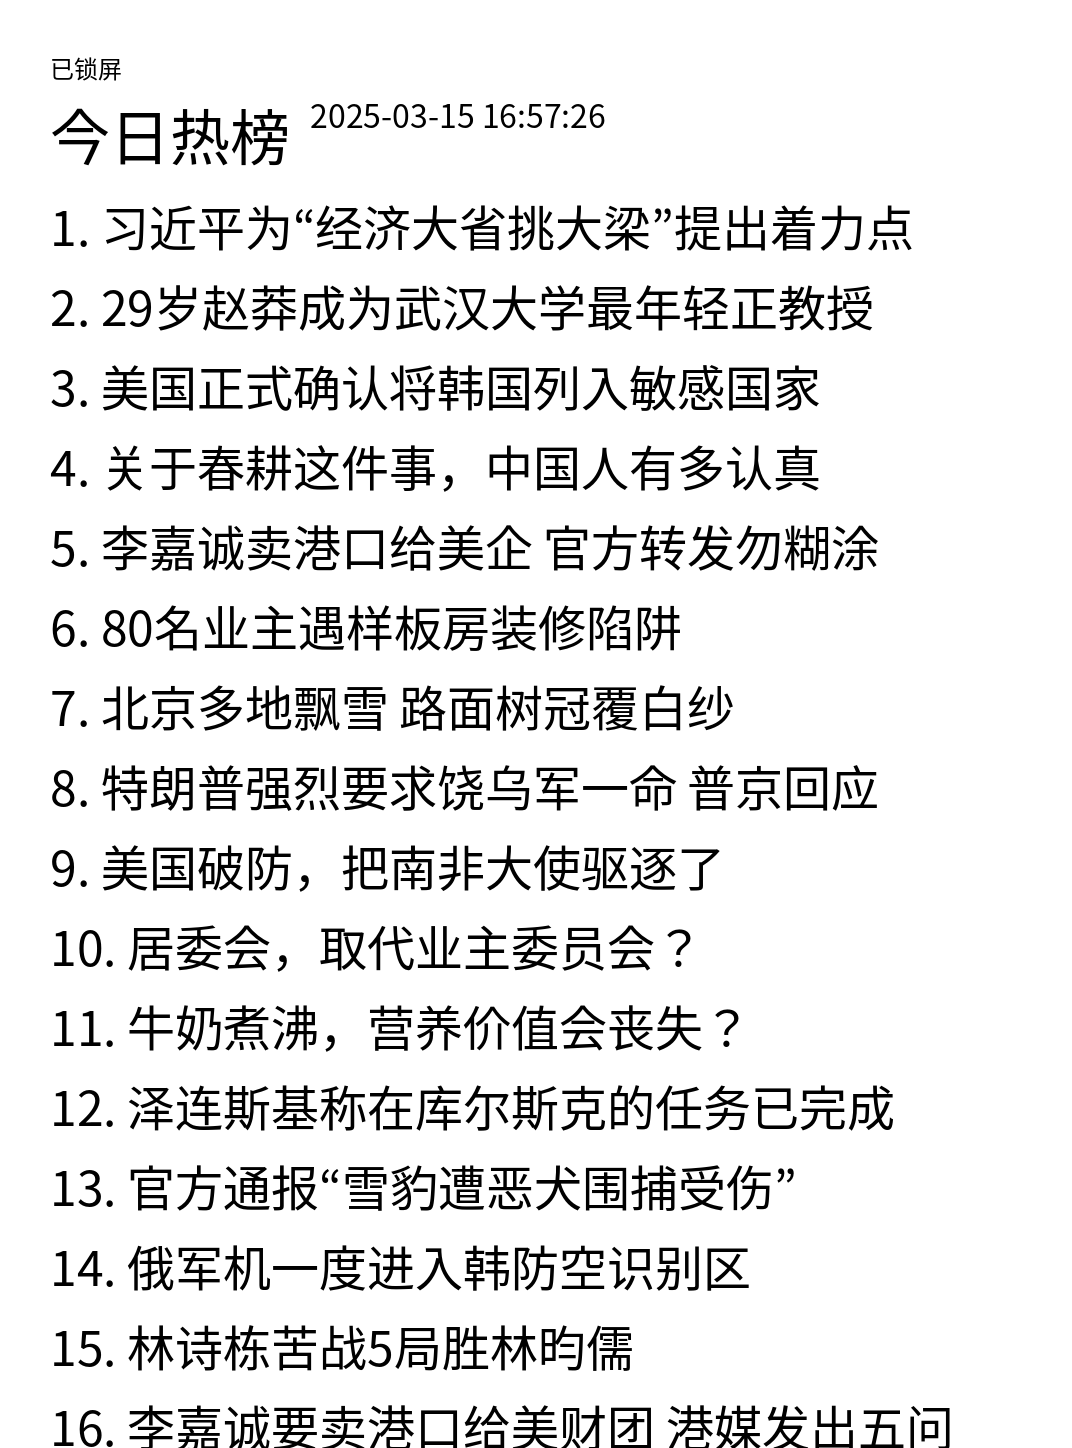 已锁屏
今日热榜 2025-03-15 16:57:26
1. 习近平为“经济大省挑大梁”提出着力点
2. 29岁赵莽成为武汉大学最年轻正教授
3. 美国正式确认将韩国列入敏感国家
4. 关于春耕这件事，中国人有多认真
5. 李嘉诚卖港口给美企 官方转发勿糊涂
6. 80名业主遇样板房装修陷阱
7. 北京多地飘雪 路面树冠覆白纱
8. 特朗普强烈要求饶乌军一命 普京回应
9. 美国破防，把南非大使驱逐了
10. 居委会，取代业主委员会？
11. 牛奶煮沸，营养价值会丧失？
12. 泽连斯基称在库尔斯克的任务已完成
13. 官方通报“雪豹遭恶犬围捕受伤”
14. 俄军机一度进入韩防空识别区
15. 林诗栋苦战5局胜林昀儒
16. 李嘉诚要卖港口给美财团 港媒发出五问